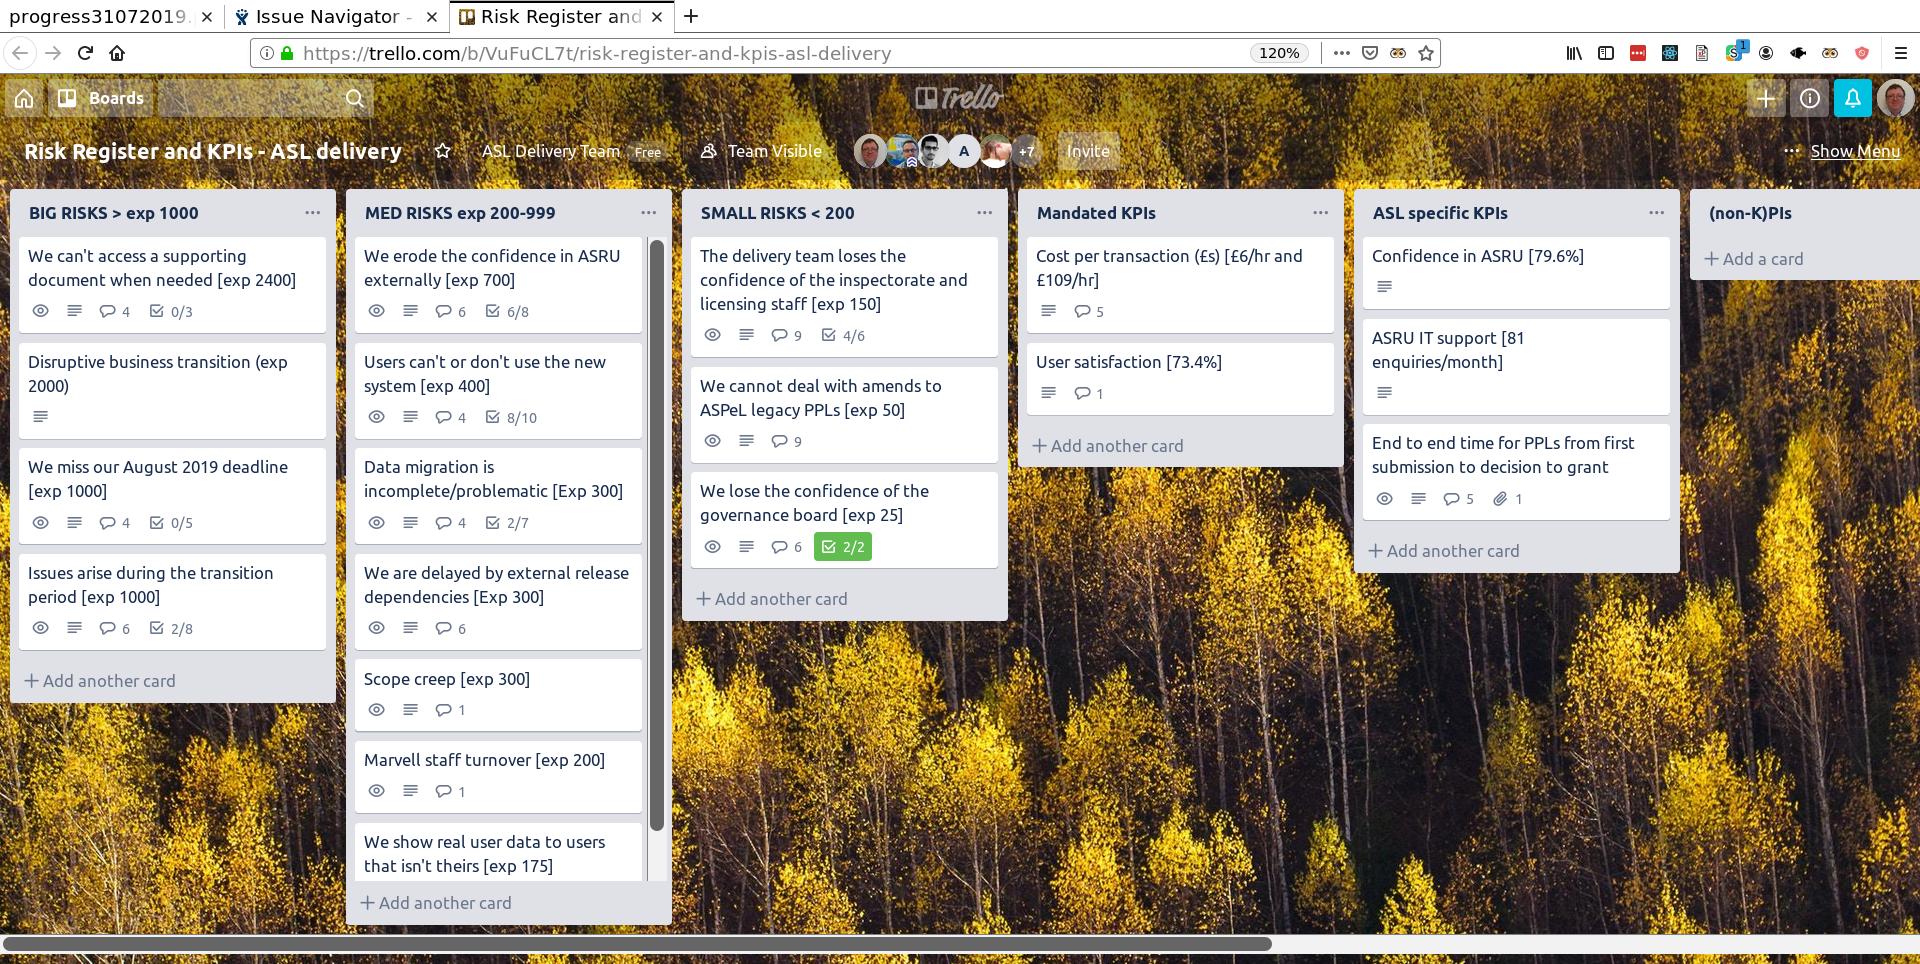 progress31072019.
Issue Navigator -
Risk Register and
https://trello.com/b/VuFuCL7t/risk-register-and-kpis-asl-delivery
120%
1
Boards
Trello
Risk Register and KPIs - ASL delivery
ASL Delivery Team
Free
Team Visible
A
+7
Invite
Show Menu
BIG RISKS > exp 1000
We can't access a supporting
document when needed [exp 2400]
4
0/3
Disruptive business transition (exp
2000)
We miss our August 2019 deadline
[exp 1000]
4
0/5
Issues arise during the transition
period [exp 1000]
6
2/8
Add another card
MED RISKS exp 200-999
We erode the confidence in ASRU
externally [exp 700]
6
6/8
Users can't or don't use the new
system [exp 400]
4
8/10
Data migration is
incomplete/problematic [Exp 300]
4
2/7
We are delayed by external release
dependencies [Exp 300]
6
Scope creep [exp 300]
1
Marvell staff turnover [exp 200]
1
We show real user data to users
that isn't theirs [exp 175]
Add another card
SMALL RISKS < 200
The delivery team loses the
confidence of the inspectorate and
licensing staff [exp 150]
9
4/6
We cannot deal with amends to
ASPeL legacy PPLs [exp 50]
9
We lose the confidence of the
governance board [exp 25]
6
2/2
Add another card
Mandated KPIs
Cost per transaction (£s) [£6/hr and
£109/hr]
5
User satisfaction [73.4%]
1
Add another card
ASL specific KPIs
Confidence in ASRU [79.6%]
ASRU IT support [81
enquiries/month]
End to end time for PPLs from first
submission to decision to grant
5
1
Add another card
(non-K)PIs
Add a card